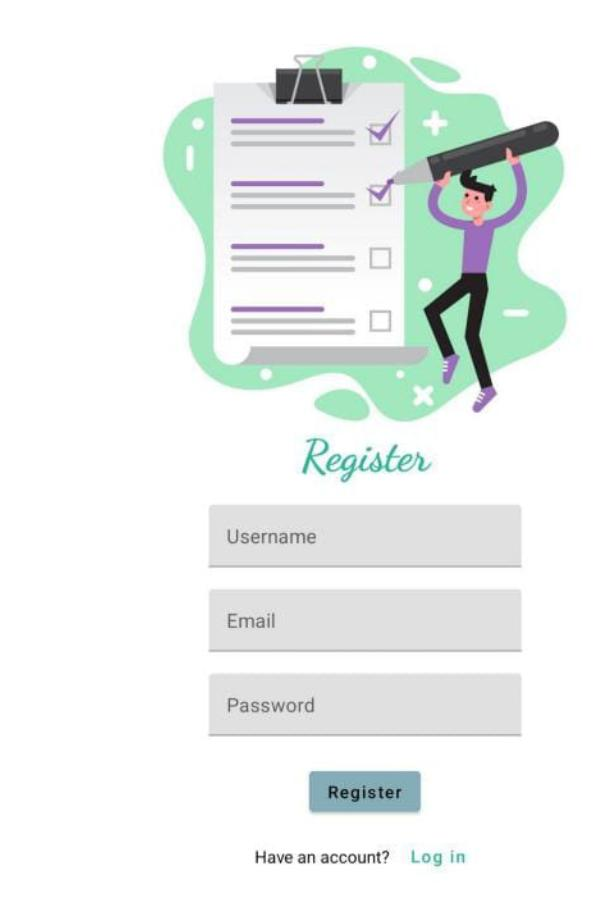 Register
Username
Email
Password
Register
Have an account? Log in